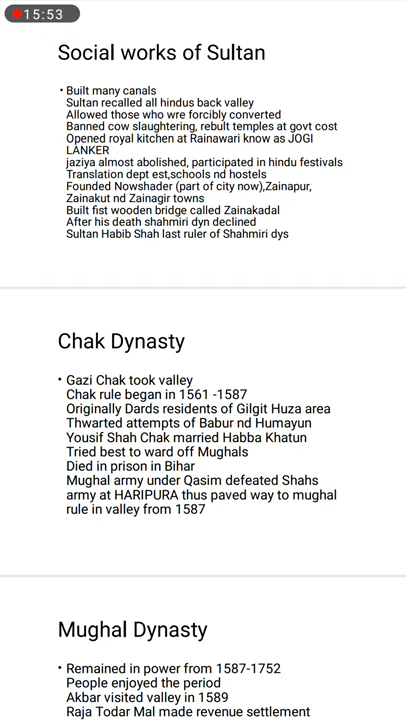 15:53
Social works of Sultan
• Built many canals
Sultan recalled all hindus back valley
Allowed those who wre forcibly converted
Banned cow slaughtering, rebult temples at govt cost
Opened royal kitchen at Rainawari know as JOGI
LANKER
jaziya almost abolished, participated in hindu festivals
Translation dept est,schools nd hostels
Founded Nowshader (part of city now),Zainapur,
Zainakut nd Zainagir towns
Built fist wooden bridge called Zainakadal
After his death shahmiri dyn declined
Sultan Habib Shah last ruler of Shahmiri dys
Chak Dynasty
• Gazi Chak took valley
Chak rule began in 1561 -1587
Originally Dards residents of Gilgit Huza area
Thwarted attempts of Babur nd Humayun
Yousif Shah Chak married Habba Khatun
Tried best to ward off Mughals
Died in prison in Bihar
Mughal army under Qasim defeated Shahs
army at HARIPURA thus paved way to mughal
rule in valley from 1587
Mughal Dynasty
• Remained in power from 1587-1752
People enjoyed the period
Akbar visited valley in 1589
Raja Todar Mal made revenue settlement